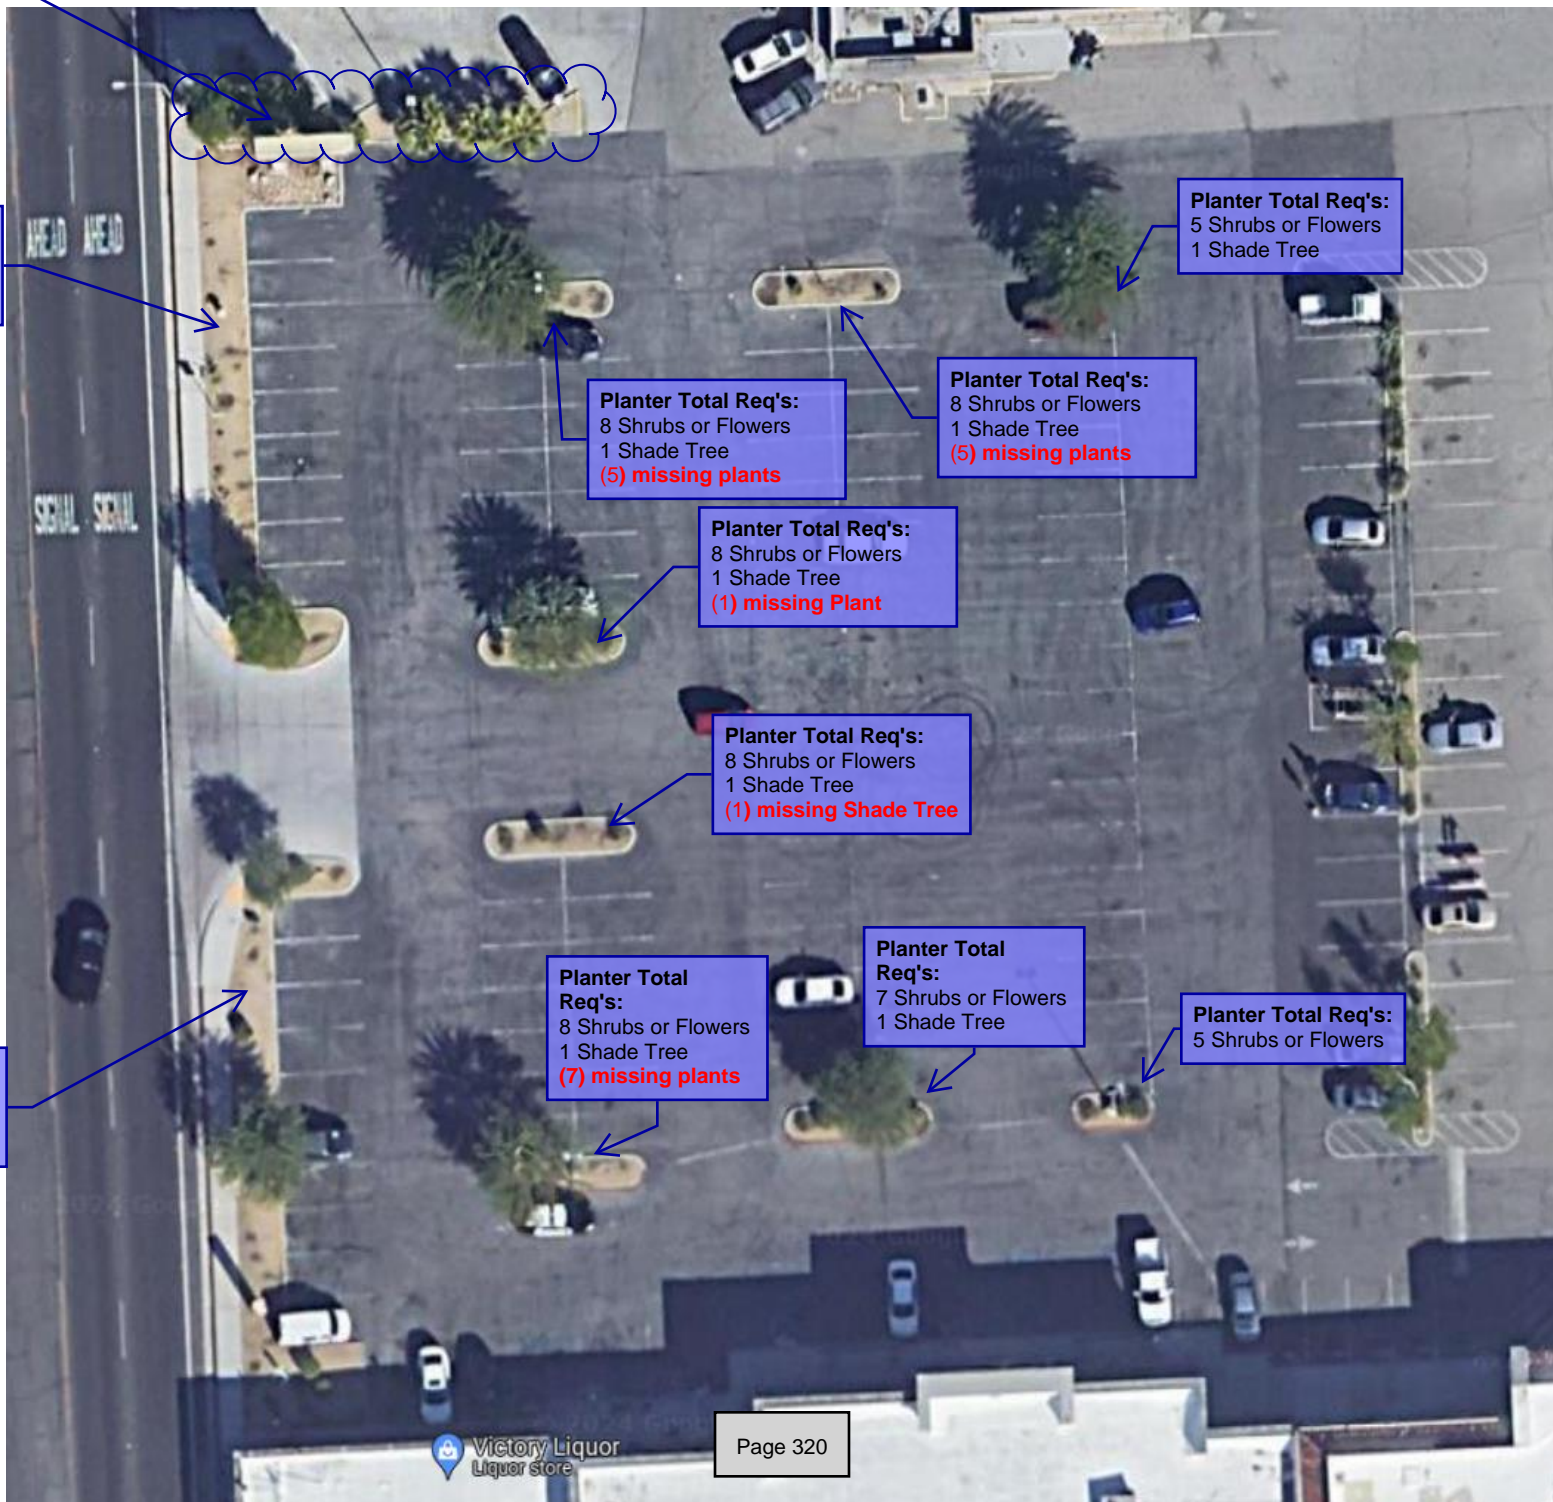 AHEAD AHEAD
Planter Total Req's:
5 Shrubs or Flowers
1 Shade Tree
Planter Total Req's:
8 Shrubs or Flowers
1 Shade Tree
(5) missing plants
Planter Total Req's:
8 Shrubs or Flowers
1 Shade Tree
(5) missing plants
SIGNAL SIGNAL
Planter Total Req's:
8 Shrubs or Flowers
1 Shade Tree
(1) missing Plant
Planter Total Req's:
8 Shrubs or Flowers
1 Shade Tree
(1) missing Shade Tree
Planter Total
Req's:
8 Shrubs or Flowers
1 Shade Tree
(7) missing plants
Planter Total
Req's:
7 Shrubs or Flowers
1 Shade Tree
Planter Total Req's:
5 Shrubs or Flowers
Victory Liquor
Liquor store
Page 320